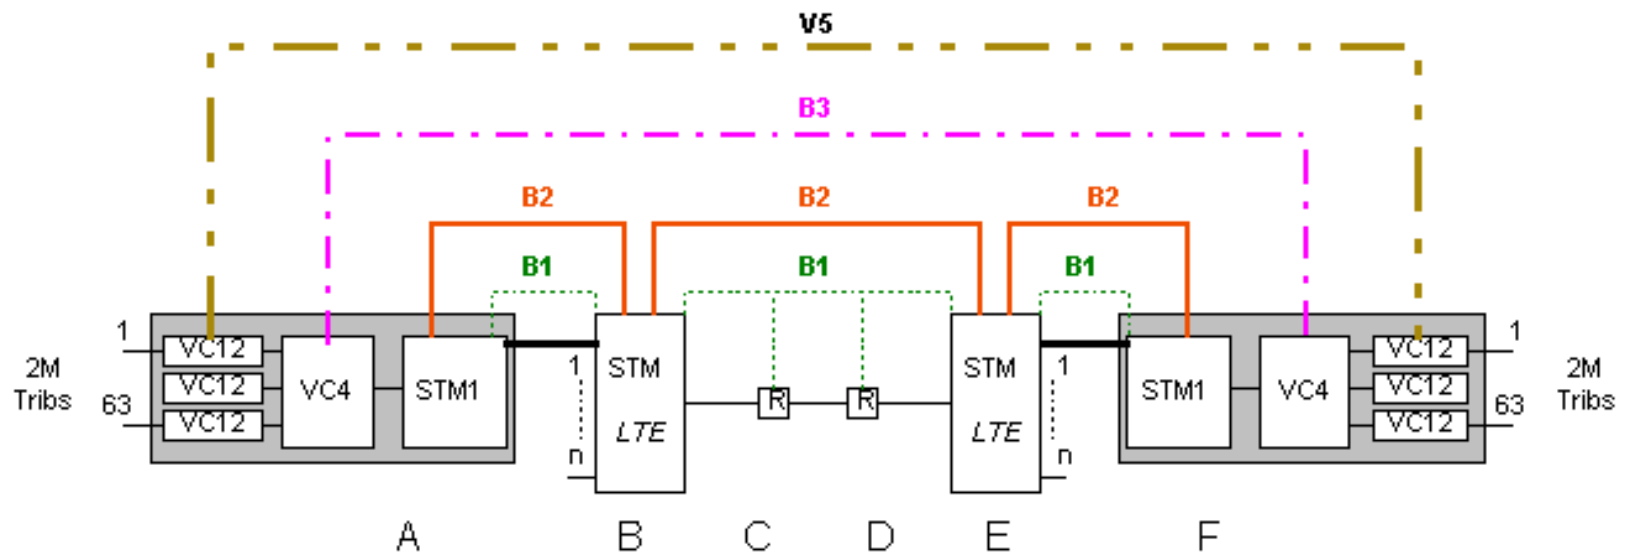 V5
B3
B2 B2 B2
B1 B1 B1
1 VC12 VC12 1
2M Tribs VC12 VC4 STM1 1 STM R R STM 1 STM1 VC4 VC12 2M Tribs
63 VC12 LTE LTE VC12 63
n n
A B C D E F